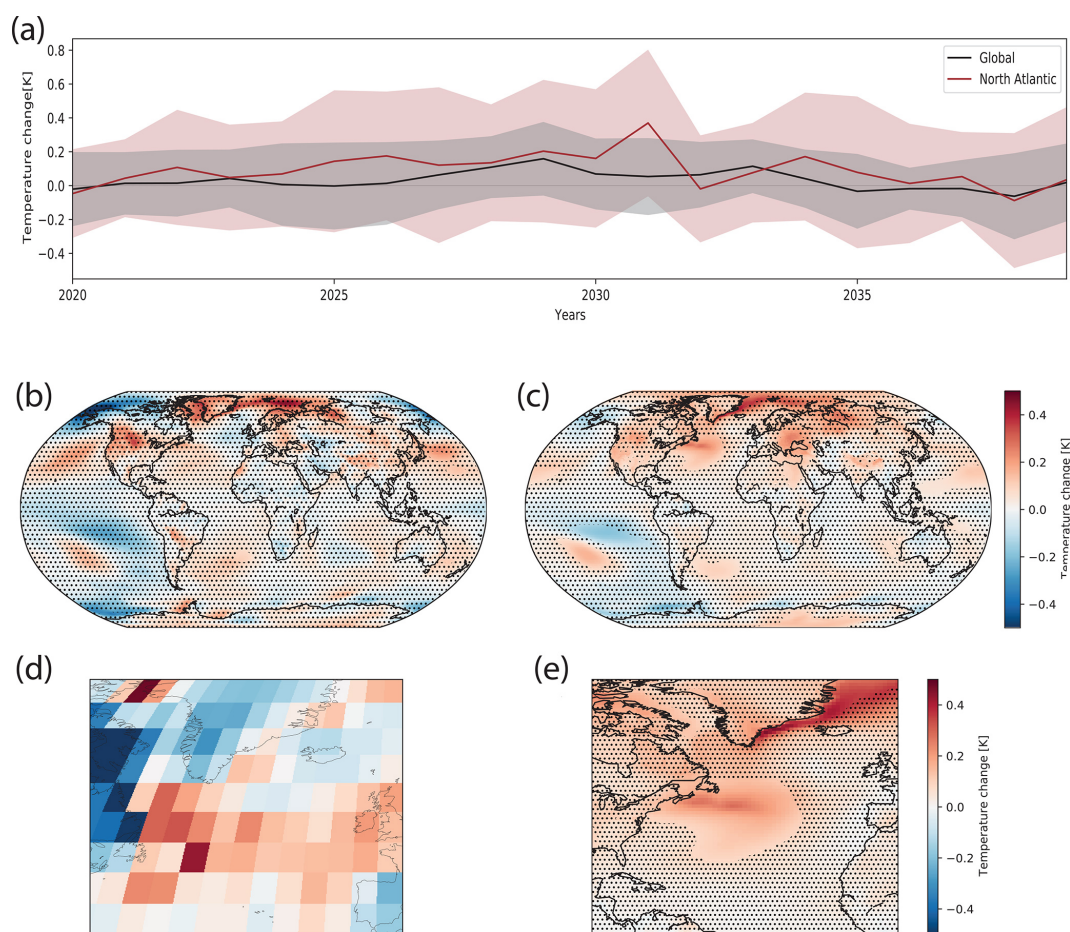 (a)
Temperature change[K]
0.8
0.6
0.4
0.2
0.0
−0.2
−0.4
Global
North Atlantic
2020
2025
2030
2035
Years
(b)
(c)
0.4
0.2
0.0
−0.2
−0.4
Temperature change [K]
(d)
(e)
0.4
0.2
0.0
−0.2
−0.4
Temperature change [K]